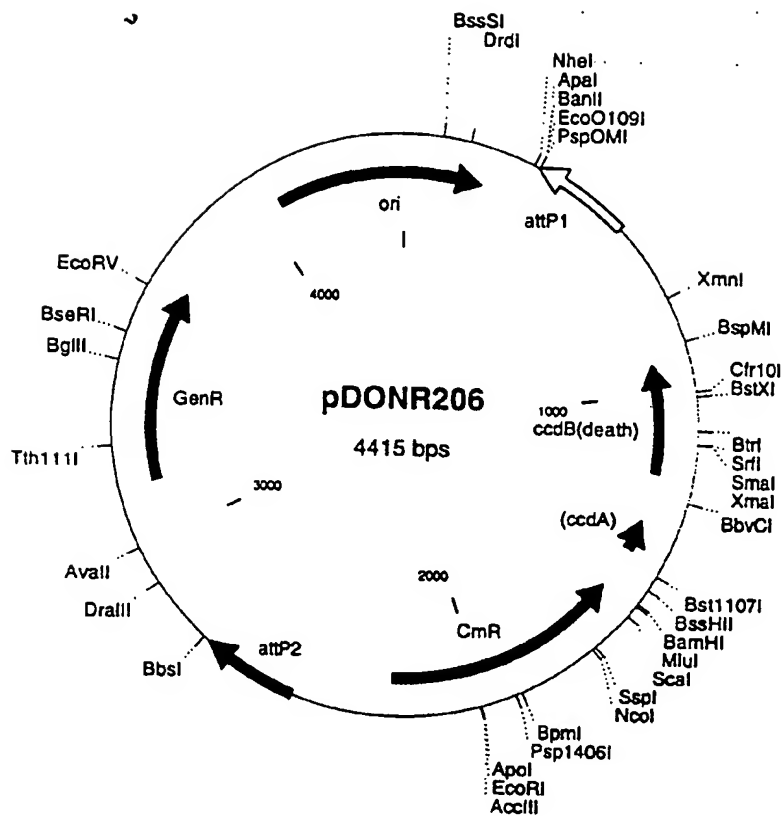 BssSI
DrdI
NheI
ApaI
BanII
EcoO109I
PspOMI
attP1
XmnI
BspMI
Cfr10I
BstXI
BtrI
SrfI
SmaI
XmaI
BbvCI
Bst1107I
BssHII
BamHI
MluI
ScaI
SspI
NcoI
BpmI
Psp1406I
ApoI
EcoRI
AccIII
BbsI
DraIII
AvaII
Tth111I
BglII
BseRI
EcoRV
ori
4000
GenR
pDONR206
4415 bps
1000
ccdB(death)
3000
(ccdA)
2000
CmR
attP2